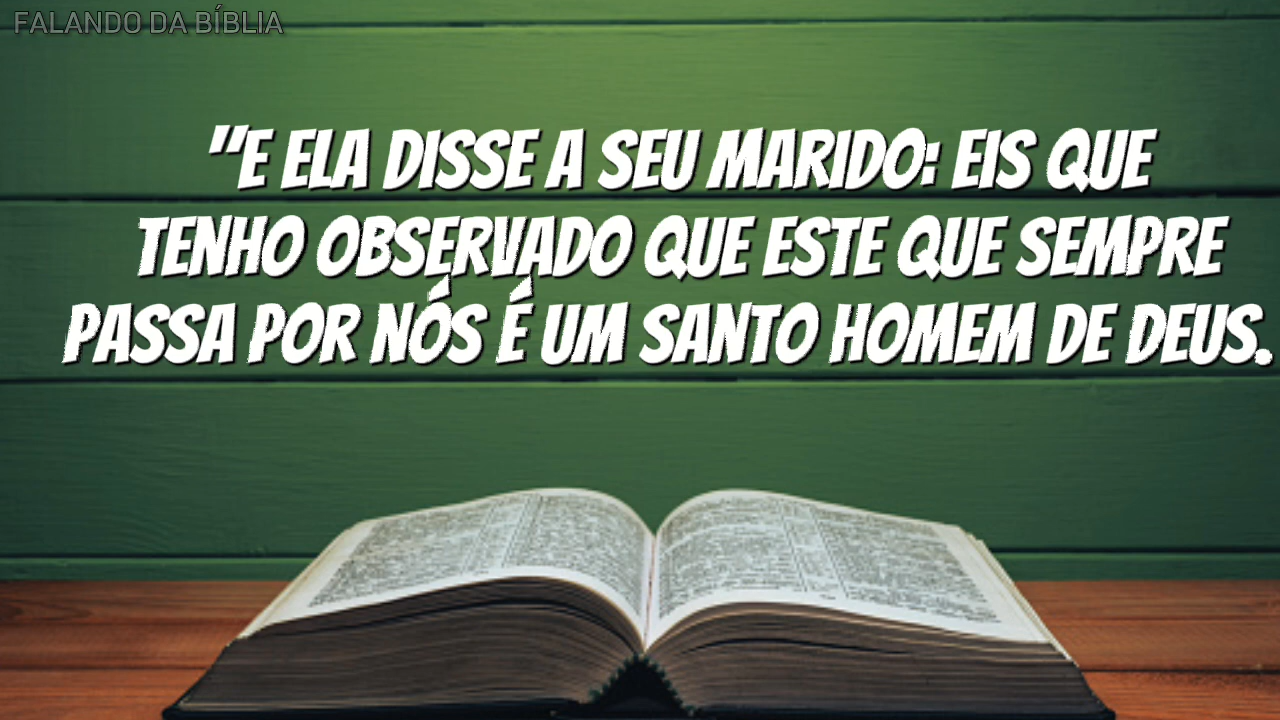 FALANDO DA BÍBLIA
"E ELA DISSE A SEU MARIDO: EIS QUE
TENHO OBSERVADO QUE ESTE QUE SEMPRE
PASSA POR NÓS É UM SANTO HOMEM DE DEUS.